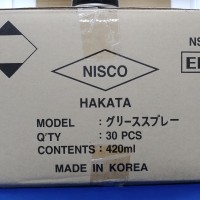 NS
NISCO
E
HAKATA
MODEL : グリーススプレー
Q'TY : 30 PCS
CONTENTS : 420ml
MADE IN KOREA